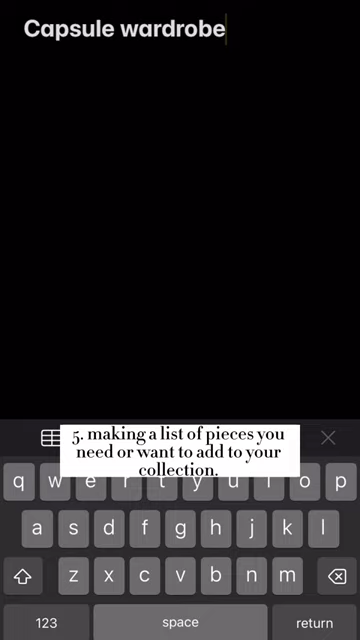 Capsule wardrobe
5. making a list of pieces you
need or want to add to your
collection.
q w e r t y u i o p
a s d f g h j k l
z x c v b n m
123 space return